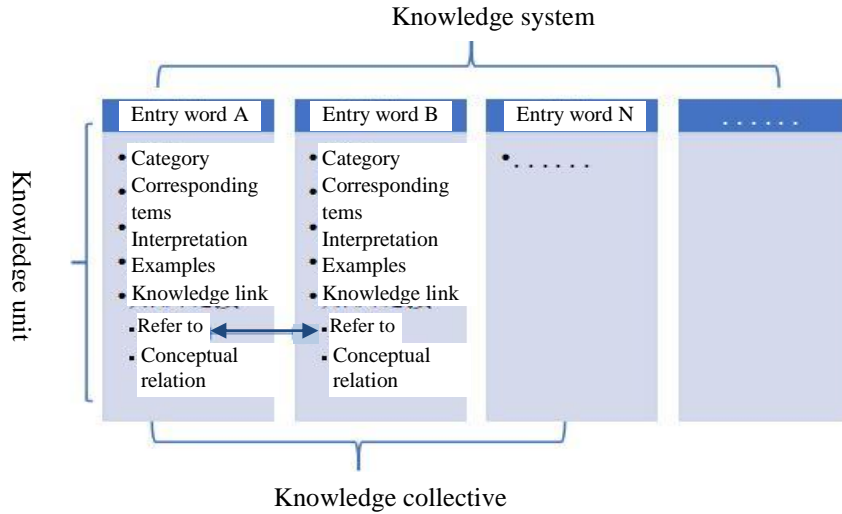 Knowledge system
Entry word A
Entry word B
Entry word N
. . . . . .
Knowledge unit
• Category
• Corresponding
tems
• Interpretation
• Examples
• Knowledge link
▪ Refer to
▪ Conceptual
relation
• Category
• Corresponding
tems
• Interpretation
• Examples
• Knowledge link
▪ Refer to
▪ Conceptual
relation
• . . . . . .
Knowledge collective